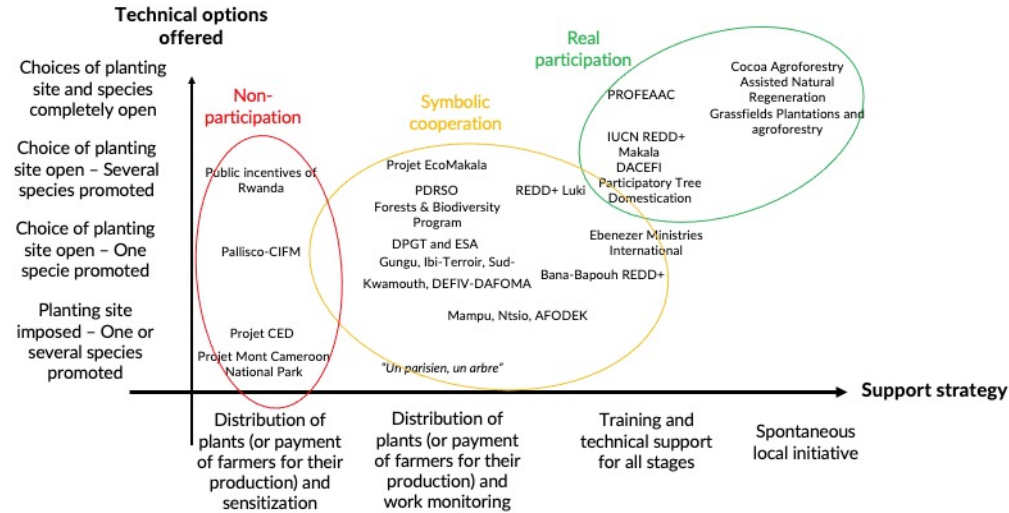 Technical options
offered
Choices of planting
site and species
completely open
Choice of planting
site open – Several
species promoted
Choice of planting
site open – One
specie promoted
Planting site
imposed – One or
several species
promoted
Non-
participation
Public incentives of
Rwanda
Pallisco-CIFM
Projet CED
Projet Mont Cameroon
National Park
Symbolic
cooperation
Projet EcoMakala
PDRSO
REDD+ Luki
Forests & Biodiversity
Program
DPGT and ESA
Gungu, Ibi-Terroir, Sud-
Kwamouth, DEFIV-DAFOMA
Mampu, Ntsio, AFODEK
"Un parisien, un arbre"
Ebenezer Ministries
International
Bana-Bapouh REDD+
Real
participation
PROFEAAC
IUCN REDD+
Makala
DACEFI
Participatory Tree
Domestication
Cocoa Agroforestry
Assisted Natural
Regeneration
Grassfields Plantations and
agroforestry
Support strategy
Distribution of
plants (or payment
of farmers for their
production) and
sensitization
Distribution of
plants (or payment
of farmers for their
production) and
work monitoring
Training and
technical support
for all stages
Spontaneous
local initiative